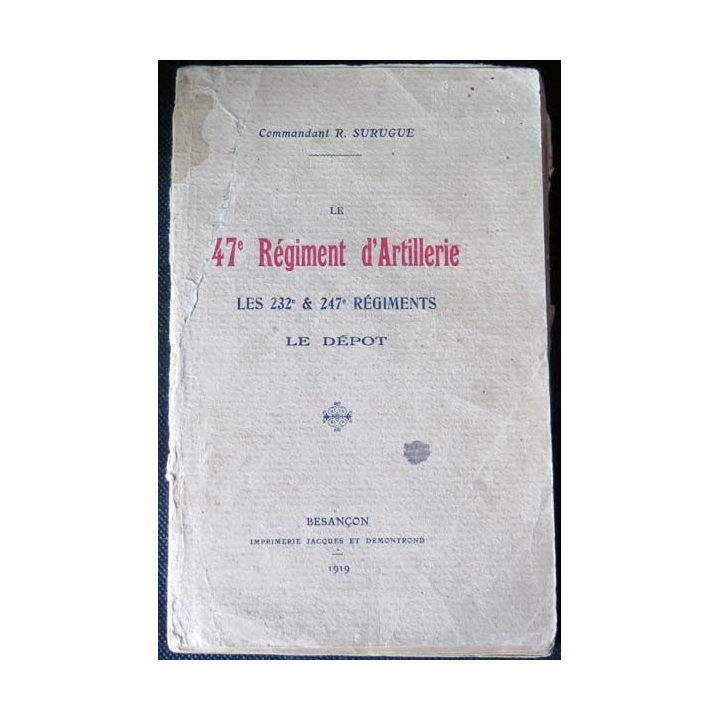 Commandant R. SURUGUE
LE
47e Régiment d'Artillerie
LES 232e & 247e RÉGIMENTS
LE DÉPOT
BESANÇON
IMPRIMERIE JACQUES ET DEMONTROND
1919